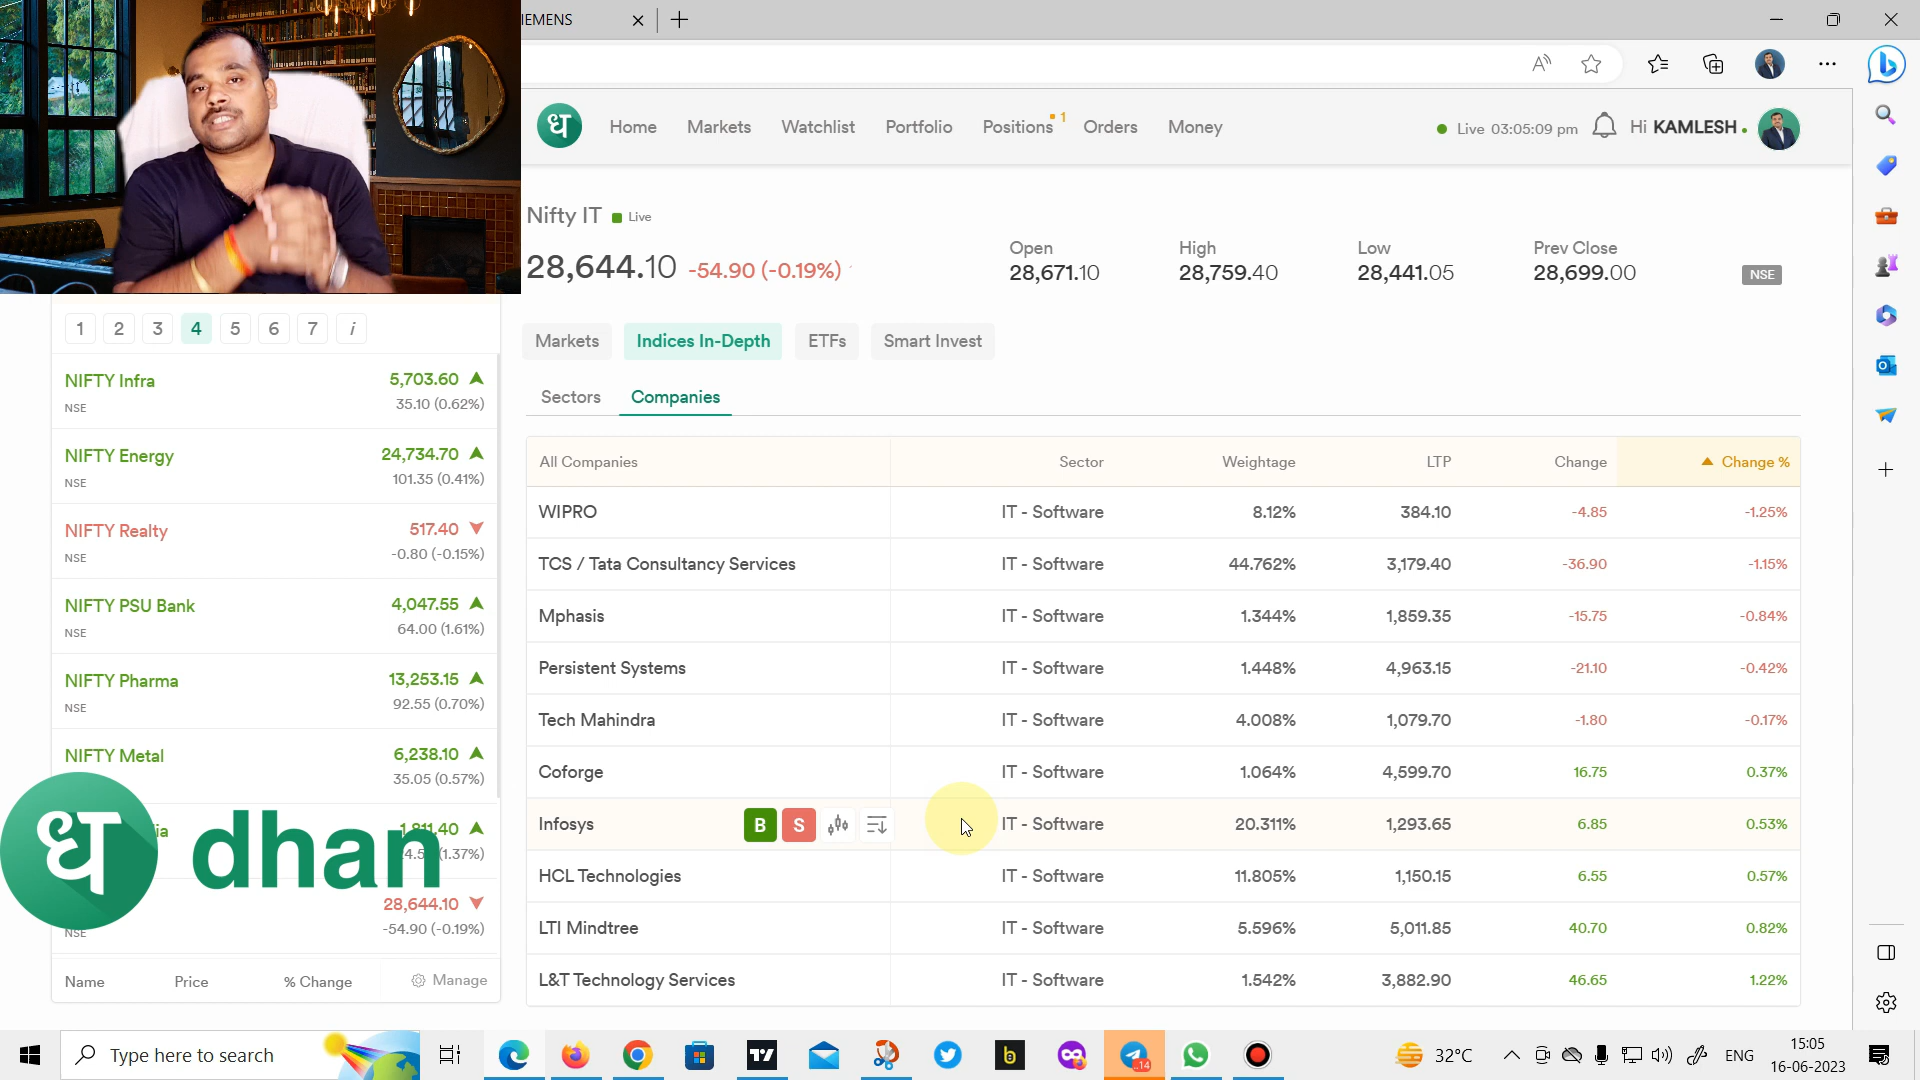 IEMENS
Home Markets Watchlist Portfolio Positions 1 Orders Money
Live 03:05:09 pm Hi KAMLESH
Nifty IT Live
28,644.10 -54.90 (-0.19%)
Open High Low Prev Close
28,671.10 28,759.40 28,441.05 28,699.00 NSE
1 2 3 4 5 6 7 i
Markets Indices In-Depth ETFs Smart Invest
Sectors Companies
NIFTY Infra 5,703.60
NSE 35.10 (0.62%)
NIFTY Energy 24,734.70
NSE 101.35 (0.41%)
NIFTY Realty 517.40
NSE -0.80 (-0.15%)
NIFTY PSU Bank 4,047.55
NSE 64.00 (1.61%)
NIFTY Pharma 13,253.15
NSE 92.55 (0.70%)
NIFTY Metal 6,238.10
35.05 (0.57%)
ia 1,811.40
(1.37%)
28,644.10
NSE -54.90 (-0.19%)
ध dhan
Name Price % Change Manage
All Companies Sector Weightage LTP Change Change %
WIPRO IT - Software 8.12% 384.10 -4.85 -1.25%
TCS / Tata Consultancy Services IT - Software 44.762% 3,179.40 -36.90 -1.15%
Mphasis IT - Software 1.344% 1,859.35 -15.75 -0.84%
Persistent Systems IT - Software 1.448% 4,963.15 -21.10 -0.42%
Tech Mahindra IT - Software 4.008% 1,079.70 -1.80 -0.17%
Coforge IT - Software 1.064% 4,599.70 16.75 0.37%
Infosys B S IT - Software 20.311% 1,293.65 6.85 0.53%
HCL Technologies IT - Software 11.805% 1,150.15 6.55 0.57%
LTI Mindtree IT - Software 5.596% 5,011.85 40.70 0.82%
L&T Technology Services IT - Software 1.542% 3,882.90 46.65 1.22%
Type here to search
32°C ENG 15:05
16-06-2023